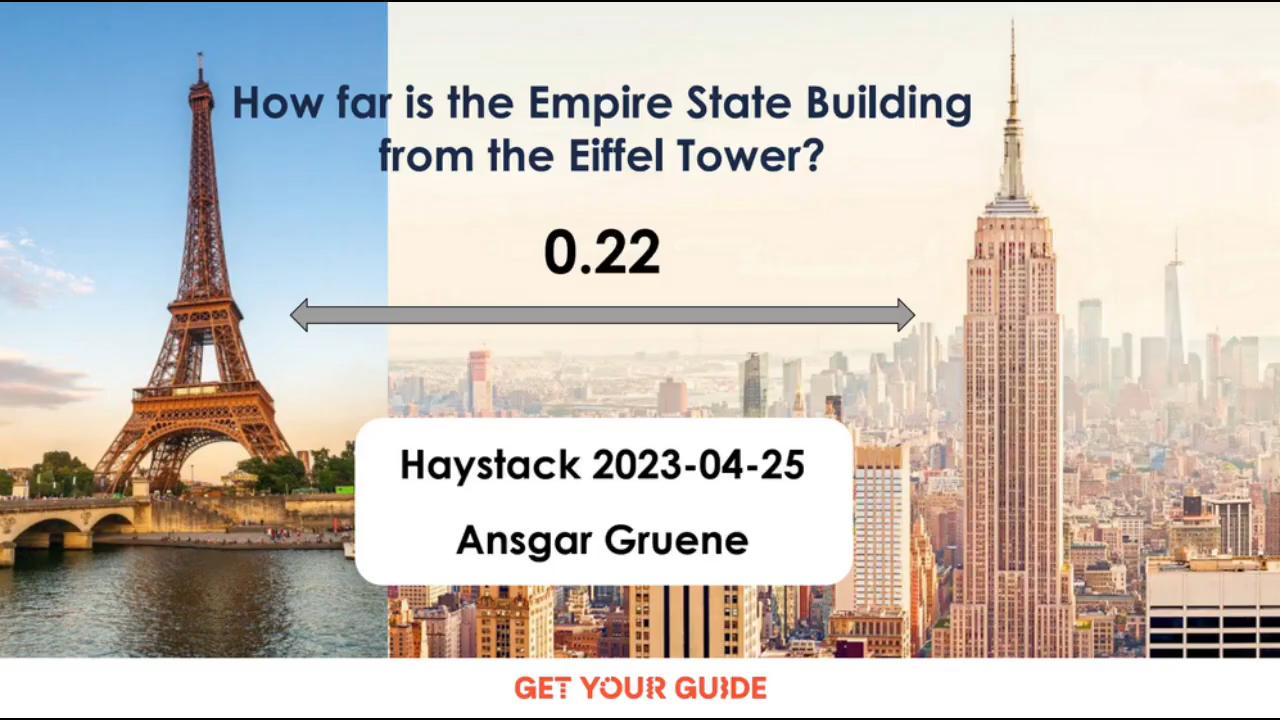 How far is the Empire State Building
from the Eiffel Tower?
0.22
Haystack 2023-04-25
Ansgar Gruene
GET YOUR GUIDE